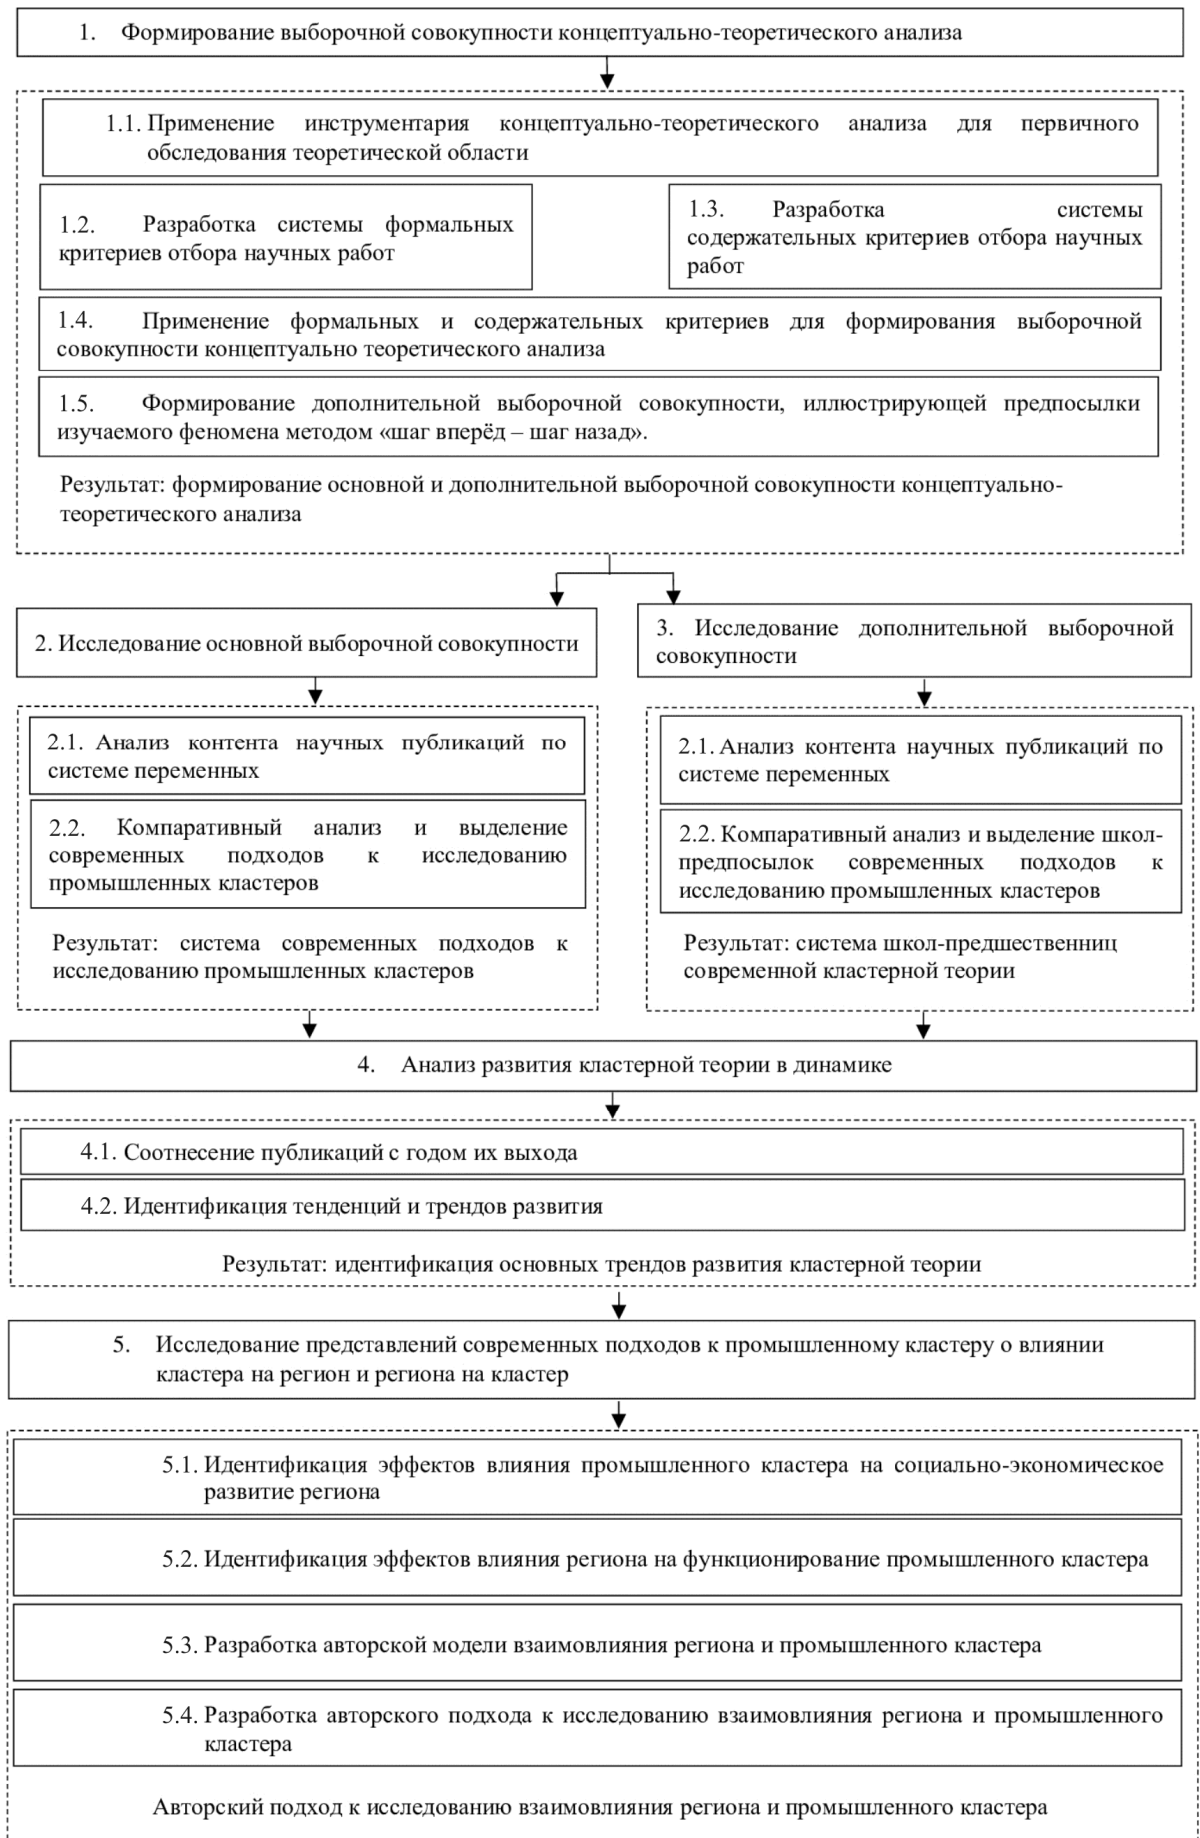 1. Формирование выборочной совокупности концептуально-теоретического анализа
1.1. Применение инструментария концептуально-теоретического анализа для первичного
обследования теоретической области
1.2. Разработка системы формальных
критериев отбора научных работ
1.3. Разработка системы
содержательных критериев отбора научных
работ
1.4. Применение формальных и содержательных критериев для формирования выборочной
совокупности концептуально теоретического анализа
1.5. Формирование дополнительной выборочной совокупности, иллюстрирующей предпосылки
изучаемого феномена методом «шаг вперёд – шаг назад».
Результат: формирование основной и дополнительной выборочной совокупности концептуально-
теоретического анализа
2. Исследование основной выборочной совокупности
3. Исследование дополнительной выборочной
совокупности
2.1. Анализ контента научных публикаций по
системе переменных
2.2. Компаративный анализ и выделение
современных подходов к исследованию
промышленных кластеров
Результат: система современных подходов к
исследованию промышленных кластеров
2.1. Анализ контента научных публикаций по
системе переменных
2.2. Компаративный анализ и выделение школ-
предпосылок современных подходов к
исследованию промышленных кластеров
Результат: система школ-предшественниц
современной кластерной теории
4. Анализ развития кластерной теории в динамике
4.1. Соотнесение публикаций с годом их выхода
4.2. Идентификация тенденций и трендов развития
Результат: идентификация основных трендов развития кластерной теории
5. Исследование представлений современных подходов к промышленному кластеру о влиянии
кластера на регион и региона на кластер
5.1. Идентификация эффектов влияния промышленного кластера на социально-экономическое
развитие региона
5.2. Идентификация эффектов влияния региона на функционирование промышленного кластера
5.3. Разработка авторской модели взаимовлияния региона и промышленного кластера
5.4. Разработка авторского подхода к исследованию взаимовлияния региона и промышленного
кластера
Авторский подход к исследованию взаимовлияния региона и промышленного кластера